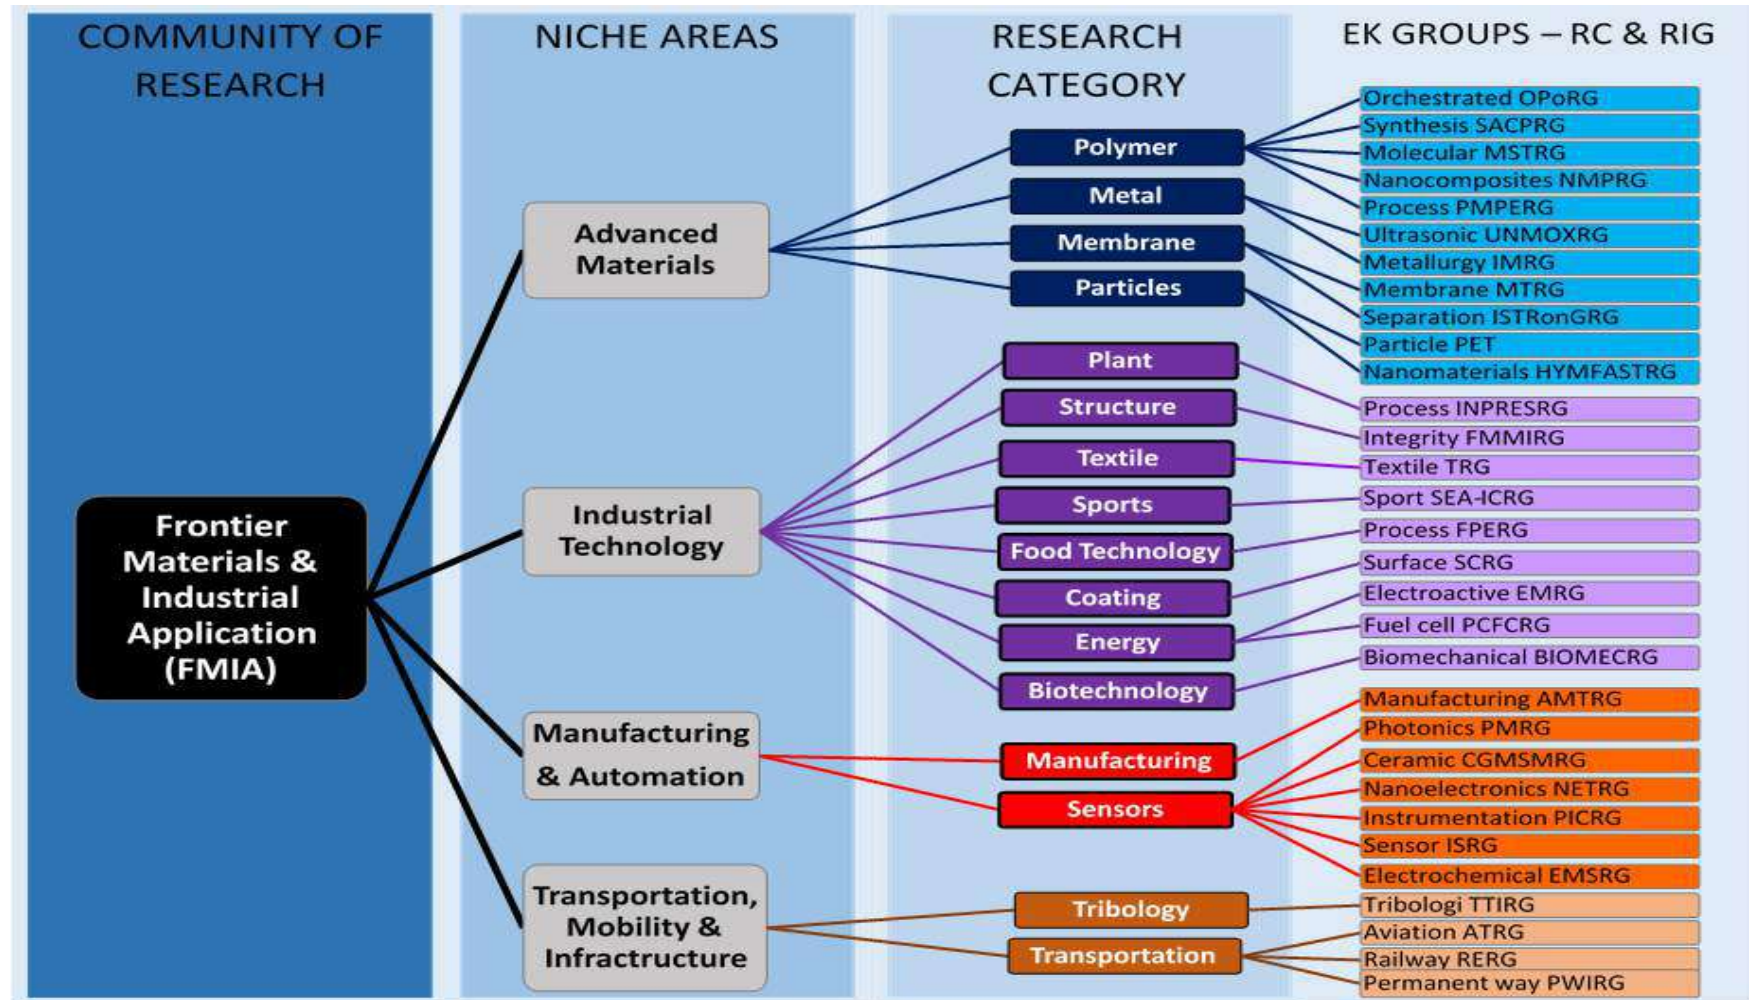 COMMUNITY OF
RESEARCH
NICHE AREAS
RESEARCH
CATEGORY
EK GROUPS – RC & RIG
Frontier
Materials &
Industrial
Application
(FMIA)
Advanced
Materials
Industrial
Technology
Manufacturing
& Automation
Transportation,
Mobility &
Infractructure
Polymer
Metal
Membrane
Particles
Plant
Structure
Textile
Sports
Food Technology
Coating
Energy
Biotechnology
Manufacturing
Sensors
Tribology
Transportation
Orchestrated OPoRG
Synthesis SACPRG
Molecular MSTRG
Nanocomposites NMPRG
Process PMPERG
Ultrasonic UNMOXRG
Metallurgy IMRG
Membrane MTRG
Separation ISTRonGRG
Particle PET
Nanomaterials HYMFASTRG
Process INPRESRG
Integrity FMMIRG
Textile TRG
Sport SEA-ICRG
Process FPERG
Surface SCRG
Electroactive EMRG
Fuel cell PCFCRG
Biomechanical BIOMECRG
Manufacturing AMTRG
Photonics PMRG
Ceramic CGMSMRG
Nanoelectronics NETRG
Instrumentation PICRG
Sensor ISRG
Electrochemical EMSRG
Tribologi TTIRG
Aviation ATRG
Railway RERG
Permanent way PWIRG